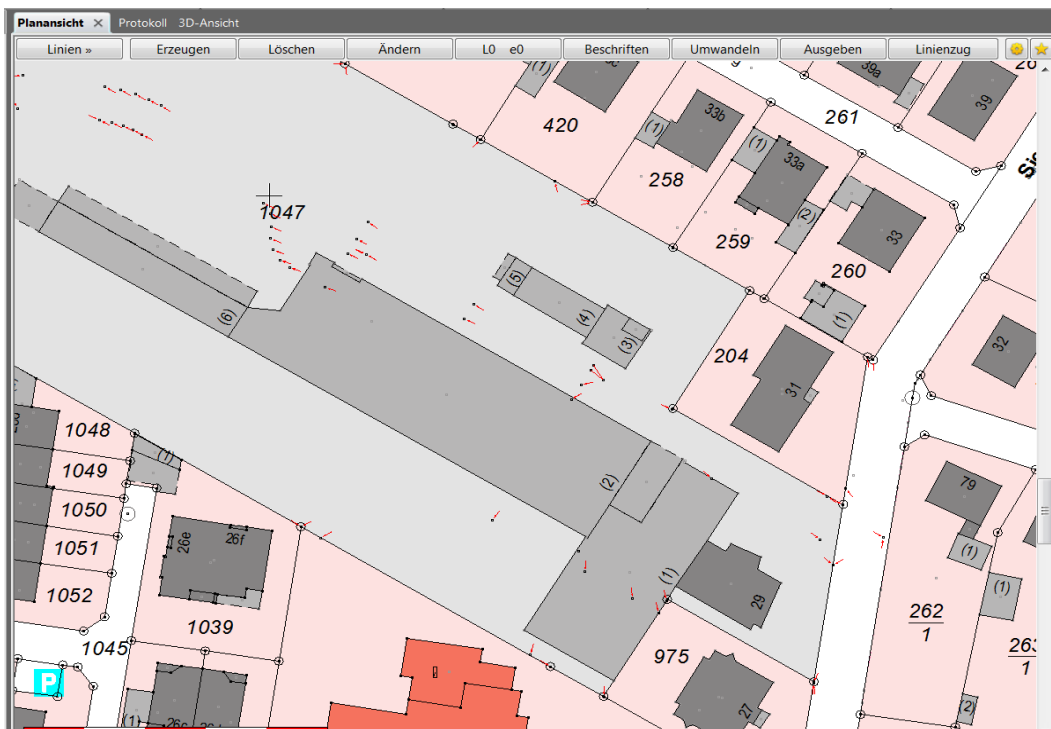 Planansicht × Protokoll 3D-Ansicht
Linien » Erzeugen Löschen Ändern L0 e0 Beschriften Umwandeln Ausgeben Linienzug
(1) 39a 39
420 (1) 33b 261
258 (1) 33a
1047 259 (2) 33
260
(5) (4) (3) (1)
(6) 204 31 32
1048 (1)
1049
1050
1051
1052
26e 26f
(2) 79
(1) (1) (1)
29
1039 262
1
1045 975 263
1
P
(1) 27 (2)